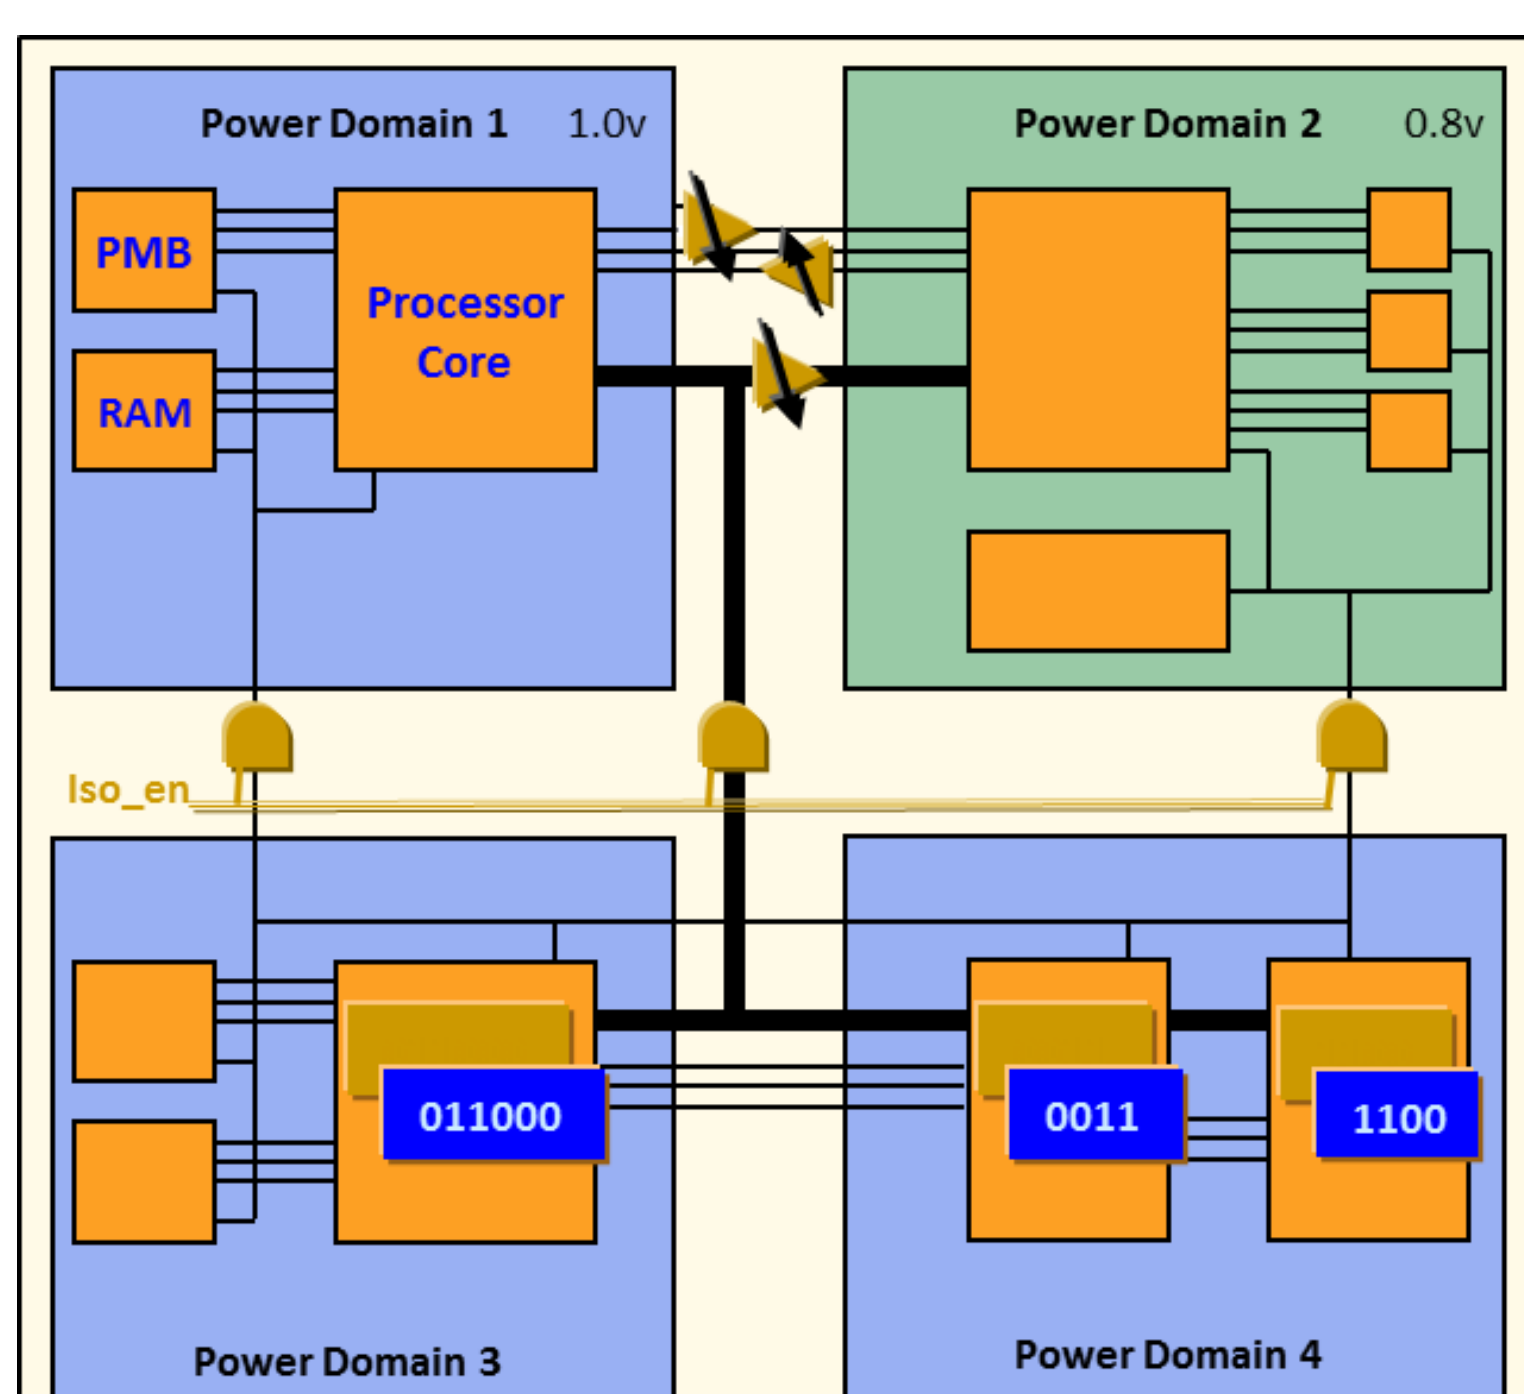 Power Domain 1 1.0v
Power Domain 2 0.8v
PMB
Processor
Core
RAM
Iso_en
011000
0011
1100
Power Domain 3
Power Domain 4